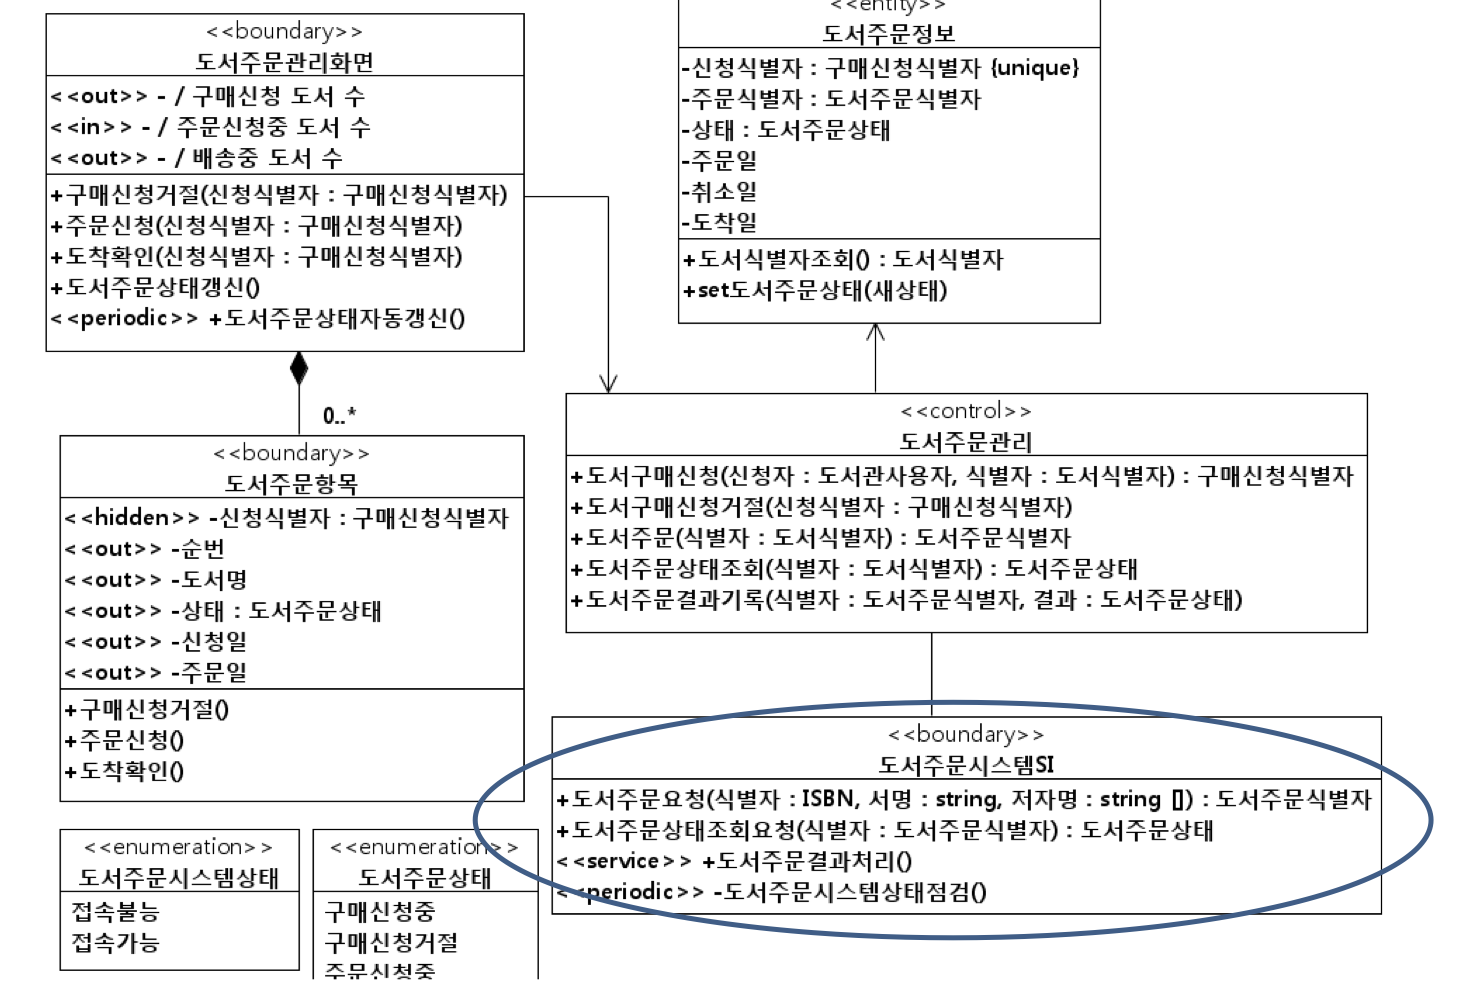 <<boundary>>
도서주문관리화면
<<out>> - / 구매신청 도서 수
<<in>> - / 주문신청중 도서 수
<<out>> - / 배송중 도서 수
+구매신청거절(신청식별자 : 구매신청식별자)
+주문신청(신청식별자 : 구매신청식별자)
+도착확인(신청식별자 : 구매신청식별자)
+도서주문상태갱신()
<<periodic>> +도서주문상태자동갱신()
<<entity>>
도서주문정보
-신청식별자 : 구매신청식별자 {unique}
-주문식별자 : 도서주문식별자
-상태 : 도서주문상태
-주문일
-취소일
-도착일
+도서식별자조회() : 도서식별자
+set도서주문상태(새상태)
0..*
<<boundary>>
도서주문항목
<<hidden>> -신청식별자 : 구매신청식별자
<<out>> -순번
<<out>> -도서명
<<out>> -상태 : 도서주문상태
<<out>> -신청일
<<out>> -주문일
+구매신청거절()
+주문신청()
+도착확인()
<<control>>
도서주문관리
+도서구매신청(신청자 : 도서관사용자, 식별자 : 도서식별자) : 구매신청식별자
+도서구매신청거절(신청식별자 : 구매신청식별자)
+도서주문(식별자 : 도서식별자) : 도서주문식별자
+도서주문상태조회(식별자 : 도서식별자) : 도서주문상태
+도서주문결과기록(식별자 : 도서주문식별자, 결과 : 도서주문상태)
<<boundary>>
도서주문시스템SI
+도서주문요청(식별자 : ISBN, 서명 : string, 저자명 : string []) : 도서주문식별자
+도서주문상태조회요청(식별자 : 도서주문식별자) : 도서주문상태
<<service>> +도서주문결과처리()
<<periodic>> -도서주문시스템상태점검()
<<enumeration>>
도서주문시스템상태
접속불능
접속가능
<<enumeration>>
도서주문상태
구매신청중
구매신청거절
주문신청중